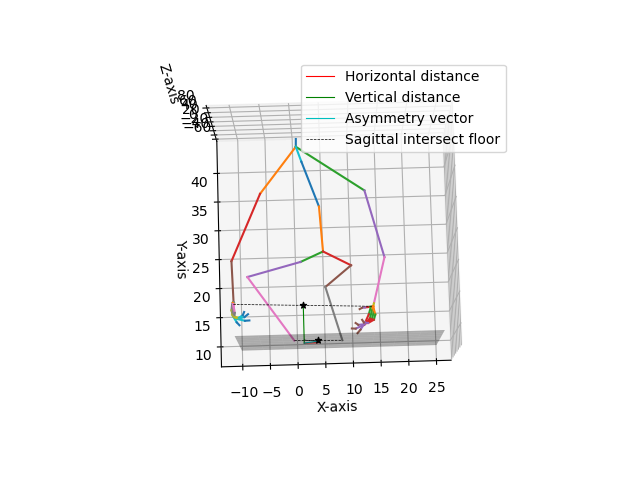 Horizontal distance
Vertical distance
Asymmetry vector
Sagittal intersect floor
Z-axis
80
Y-axis
40
35
30
25
20
15
10
−10
−5
0
5
10
15
20
25
X-axis